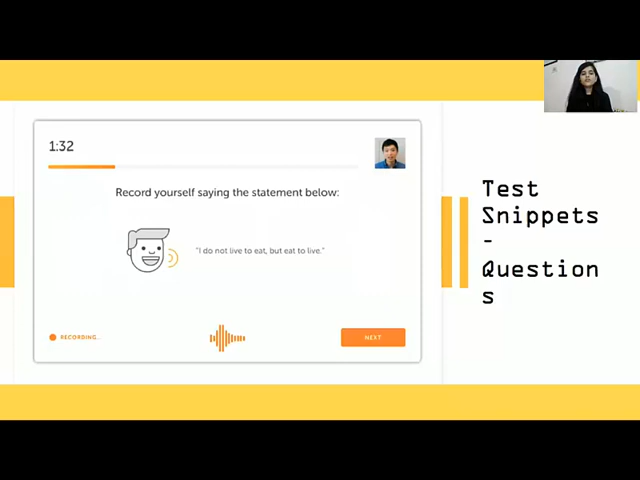 1:32
Record yourself saying the statement below:
"I do not live to eat, but eat to live."
RECORDING...
NEXT
Test
Snippets
-
Question
s